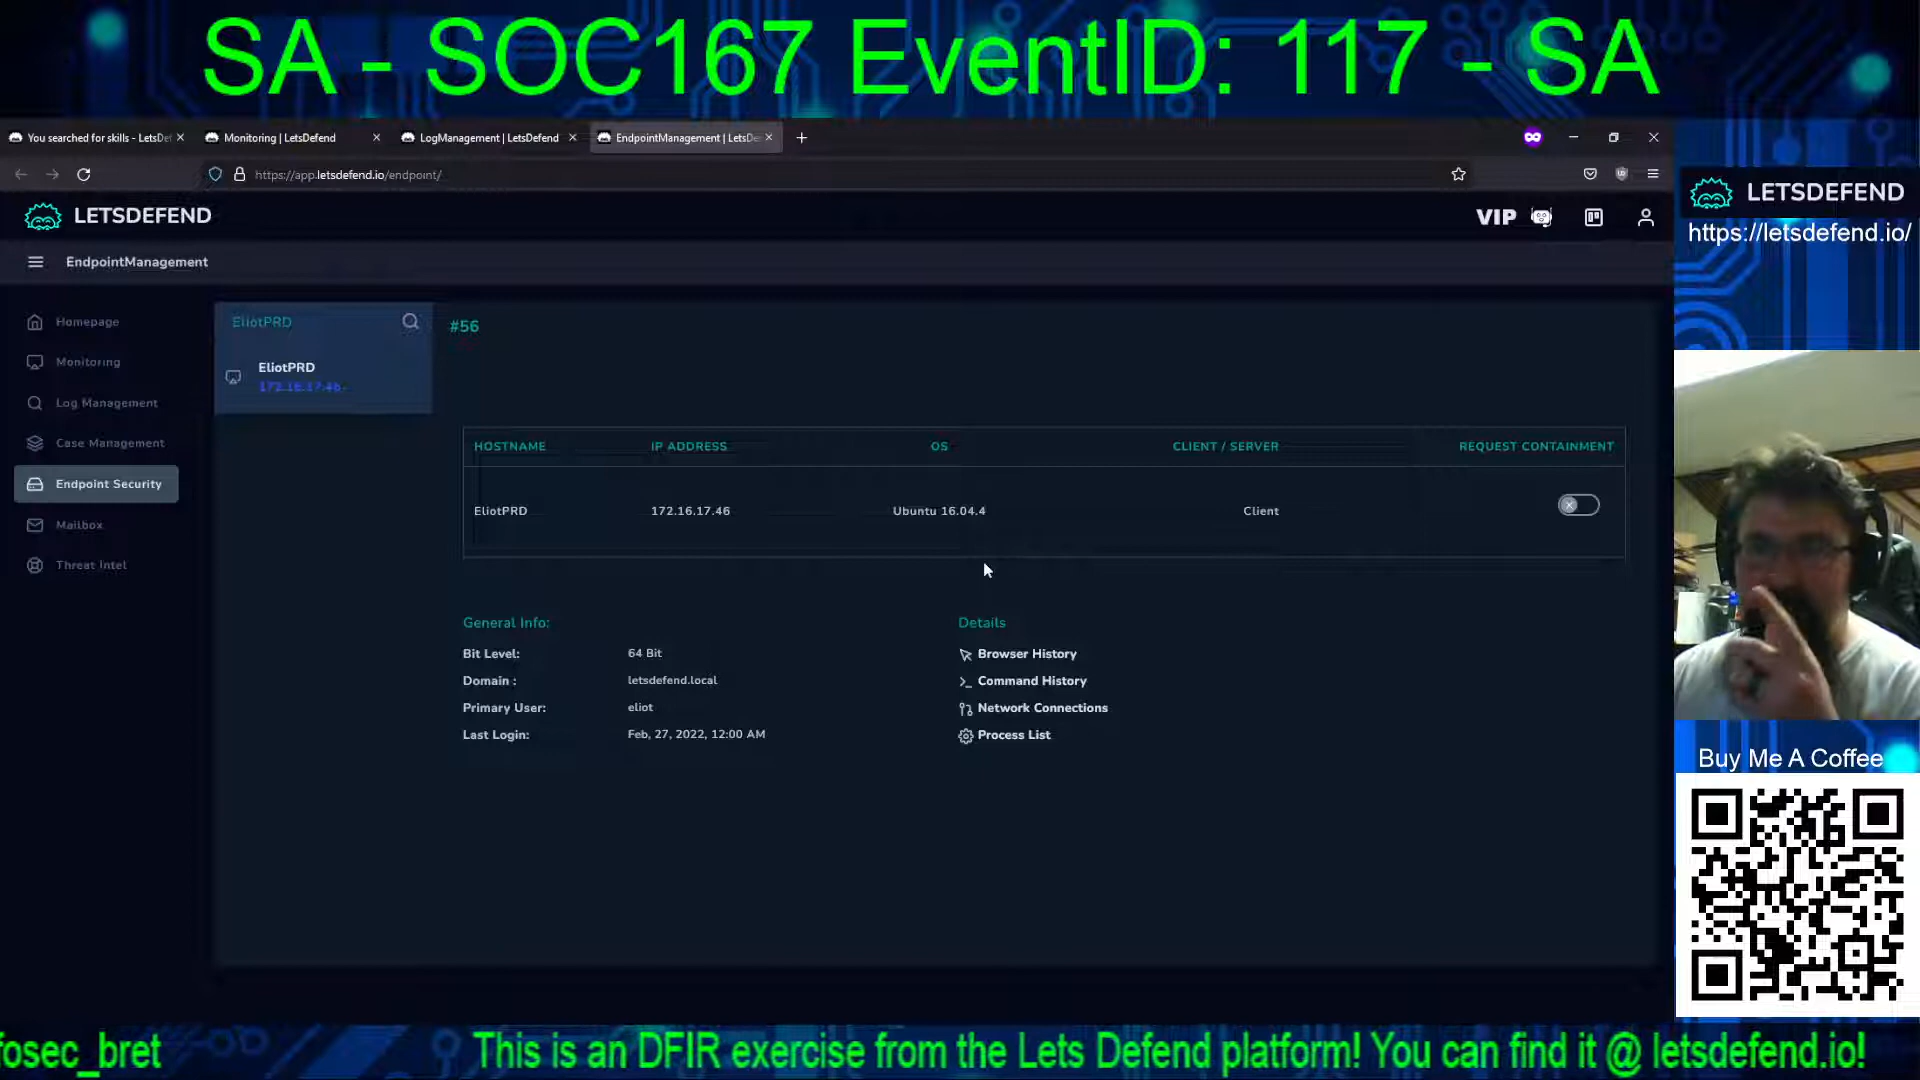 SA - SOC167 EventID: 117 - SA
You searched for skills - LetsDef
Monitoring | LetsDefend
LogManagement | LetsDefend
EndpointManagement | LetsDe
https://app.letsdefend.io/endpoint/
LETSDEFEND
VIP
EndpointManagement
Homepage
Monitoring
Log Management
Case Management
Endpoint Security
Mailbox
Threat Intel
EliotPRD
EliotPRD
172.16.17.46
#56
HOSTNAME IP ADDRESS OS CLIENT / SERVER REQUEST CONTAINMENT
EliotPRD 172.16.17.46 Ubuntu 16.04.4 Client
General Info:
Bit Level: 64 Bit
Domain : letsdefend.local
Primary User: eliot
Last Login: Feb, 27, 2022, 12:00 AM
Details
Browser History
Command History
Network Connections
Process List
LETSDEFEND
https://letsdefend.io/
Buy Me A Coffee
fosec_bret This is an DFIR exercise from the Lets Defend platform! You can find it @ letsdefend.io!